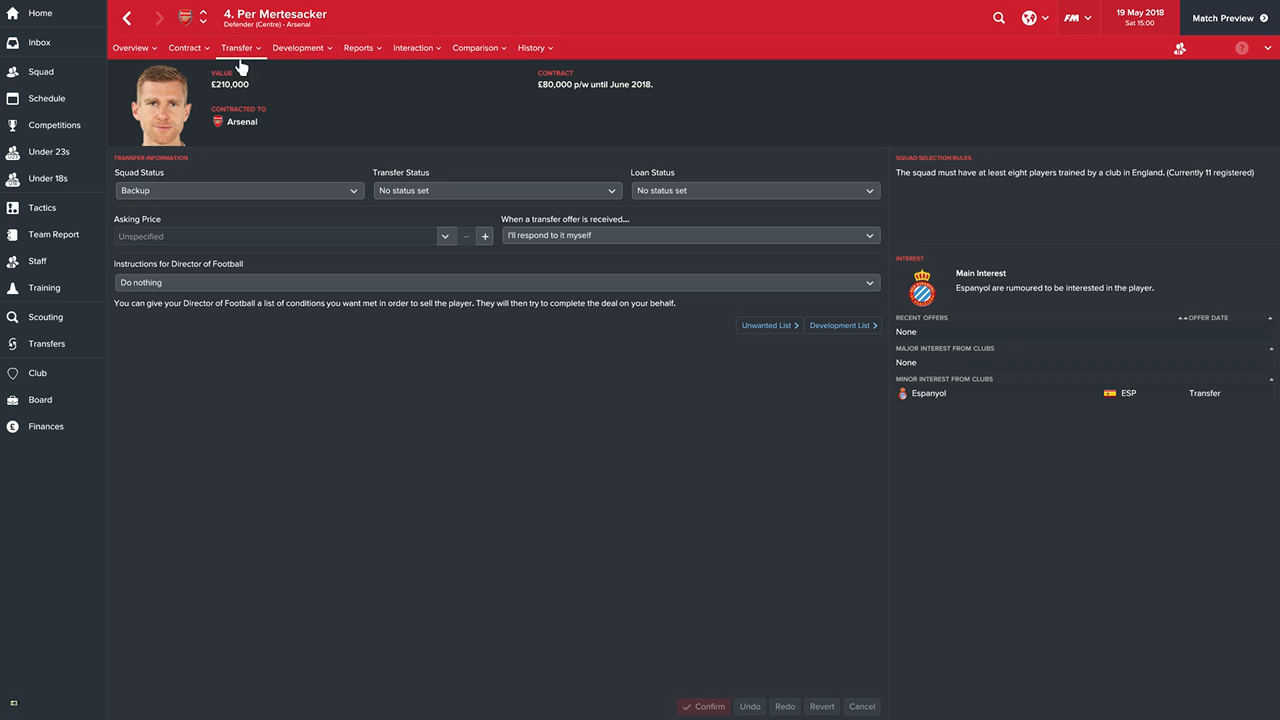 Home
Inbox
Squad
Schedule
Competitions
Under 23s
Under 18s
Tactics
Team Report
Staff
Training
Scouting
Transfers
Club
Board
Finances
4. Per Mertesacker
Defender (Centre) - Arsenal
FM
19 May 2018
Sat 15:00
Match Preview
Overview
Contract
Transfer
Development
Reports
Interaction
Comparison
History
?
VALUE
£210,000
CONTRACTED TO
Arsenal
CONTRACT
£80,000 p/w until June 2018.
TRANSFER INFORMATION
Squad Status
Transfer Status
Loan Status
Backup
No status set
No status set
Asking Price
When a transfer offer is received...
Unspecified
I'll respond to it myself
Instructions for Director of Football
Do nothing
You can give your Director of Football a list of conditions you want met in order to sell the player. They will then try to complete the deal on your behalf.
Unwanted List
Development List
SQUAD SELECTION RULES
The squad must have at least eight players trained by a club in England. (Currently 11 registered)
INTEREST
Main Interest
Espanyol are rumoured to be interested in the player.
RECENT OFFERS
OFFER DATE
None
MAJOR INTEREST FROM CLUBS
None
MINOR INTEREST FROM CLUBS
Espanyol
ESP
Transfer
Confirm
Undo
Redo
Revert
Cancel